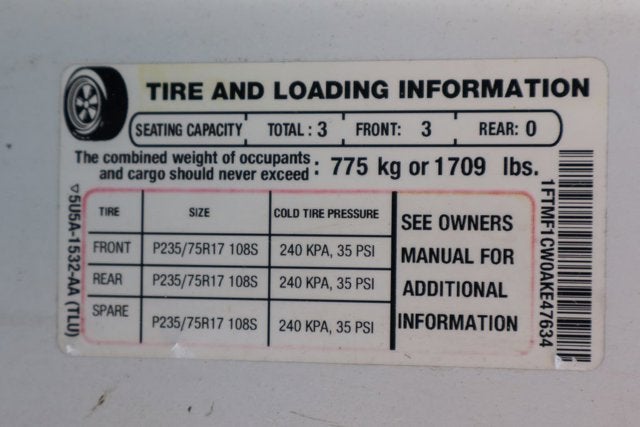 TIRE AND LOADING INFORMATION
SEATING CAPACITY TOTAL : 3 FRONT: 3 REAR: 0
The combined weight of occupants
and cargo should never exceed : 775 kg or 1709 lbs.
TIRE SIZE COLD TIRE PRESSURE
FRONT P235/75R17 108S 240 KPA, 35 PSI
REAR P235/75R17 108S 240 KPA, 35 PSI
SPARE P235/75R17 108S 240 KPA, 35 PSI
SEE OWNERS
MANUAL FOR
ADDITIONAL
INFORMATION
5U5A-1532-AA (TLU)
1FTMF1CW0AKE47634